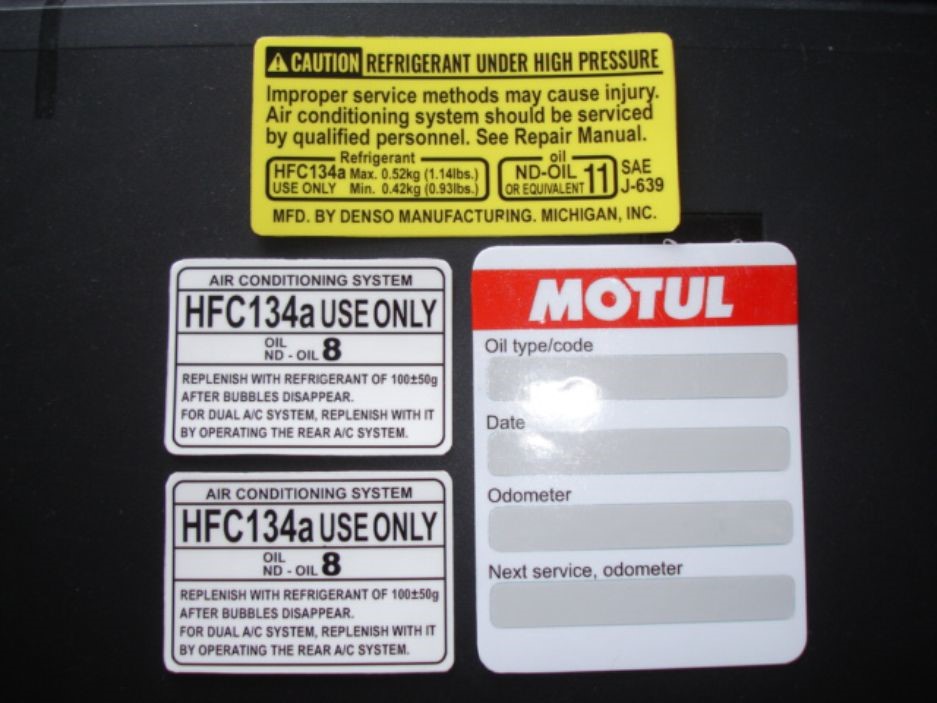 CAUTION REFRIGERANT UNDER HIGH PRESSURE
Improper service methods may cause injury.
Air conditioning system should be serviced
by qualified personnel. See Repair Manual.
Refrigerant
HFC134a Max. 0.52kg (1.14lbs.)
USE ONLY Min. 0.42kg (0.93lbs.)
oil
ND-OIL 11
OR EQUIVALENT
SAE
J-639
MFD. BY DENSO MANUFACTURING. MICHIGAN, INC.
AIR CONDITIONING SYSTEM
HFC134a USE ONLY
OIL
ND - OIL 8
REPLENISH WITH REFRIGERANT OF 100±50g
AFTER BUBBLES DISAPPEAR.
FOR DUAL A/C SYSTEM, REPLENISH WITH IT
BY OPERATING THE REAR A/C SYSTEM.
MOTUL
Oil type/code
Date
Odometer
Next service, odometer
AIR CONDITIONING SYSTEM
HFC134a USE ONLY
OIL
ND - OIL 8
REPLENISH WITH REFRIGERANT OF 100±50g
AFTER BUBBLES DISAPPEAR.
FOR DUAL A/C SYSTEM, REPLENISH WITH IT
BY OPERATING THE REAR A/C SYSTEM.